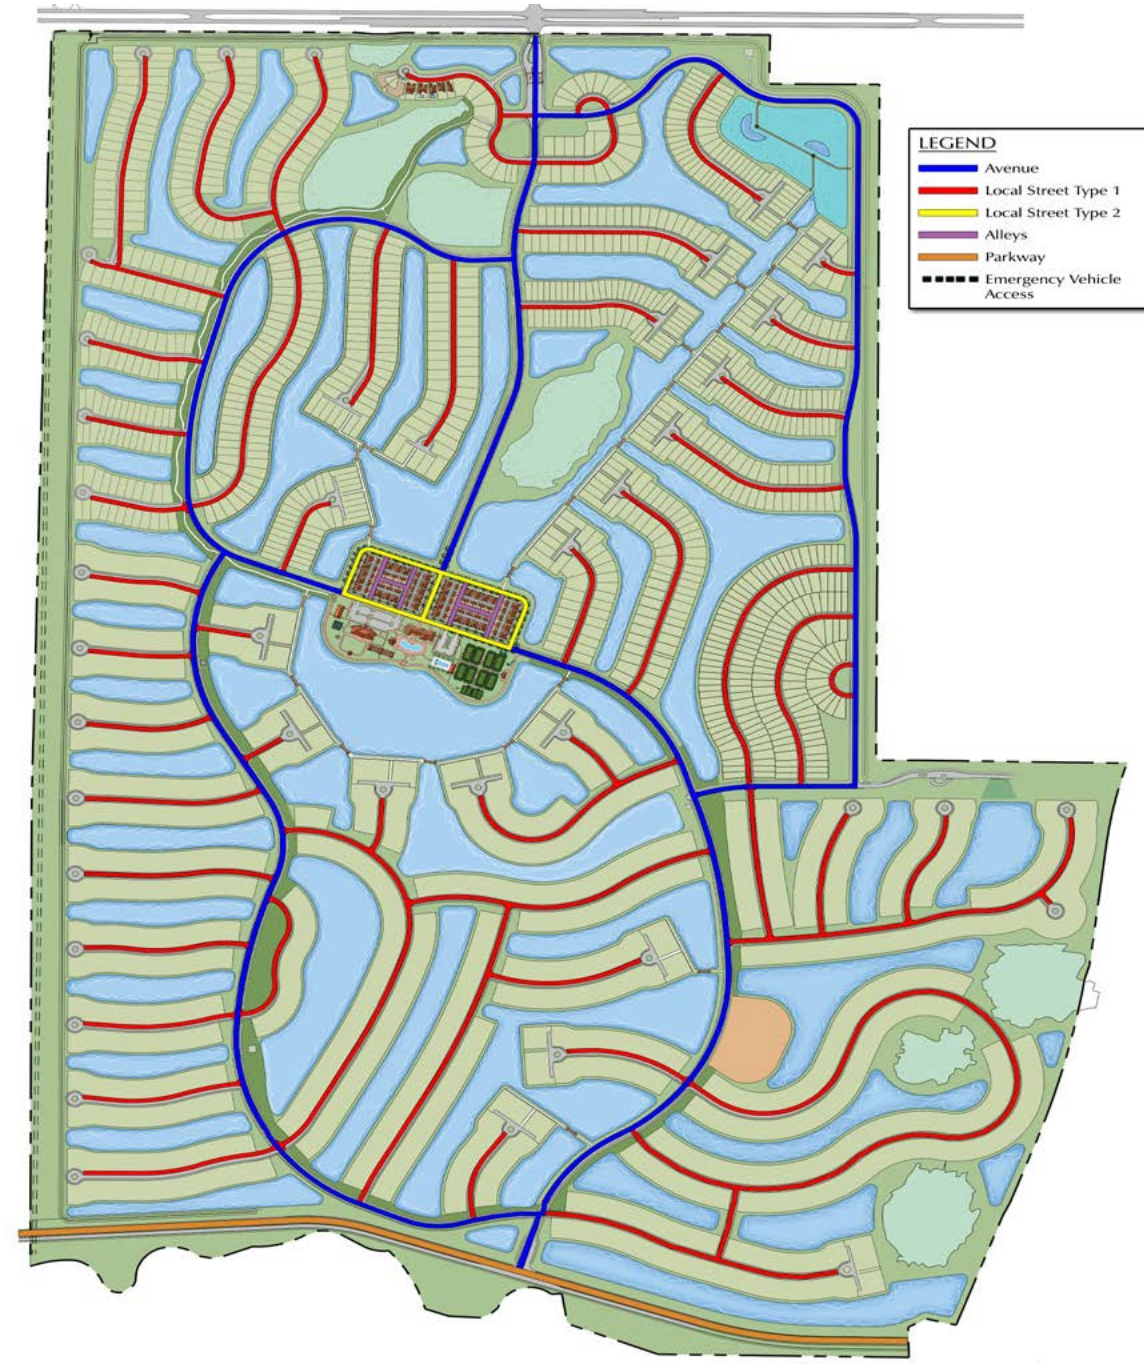 LEGEND
Avenue
Local Street Type 1
Local Street Type 2
Alleys
Parkway
Emergency Vehicle
Access